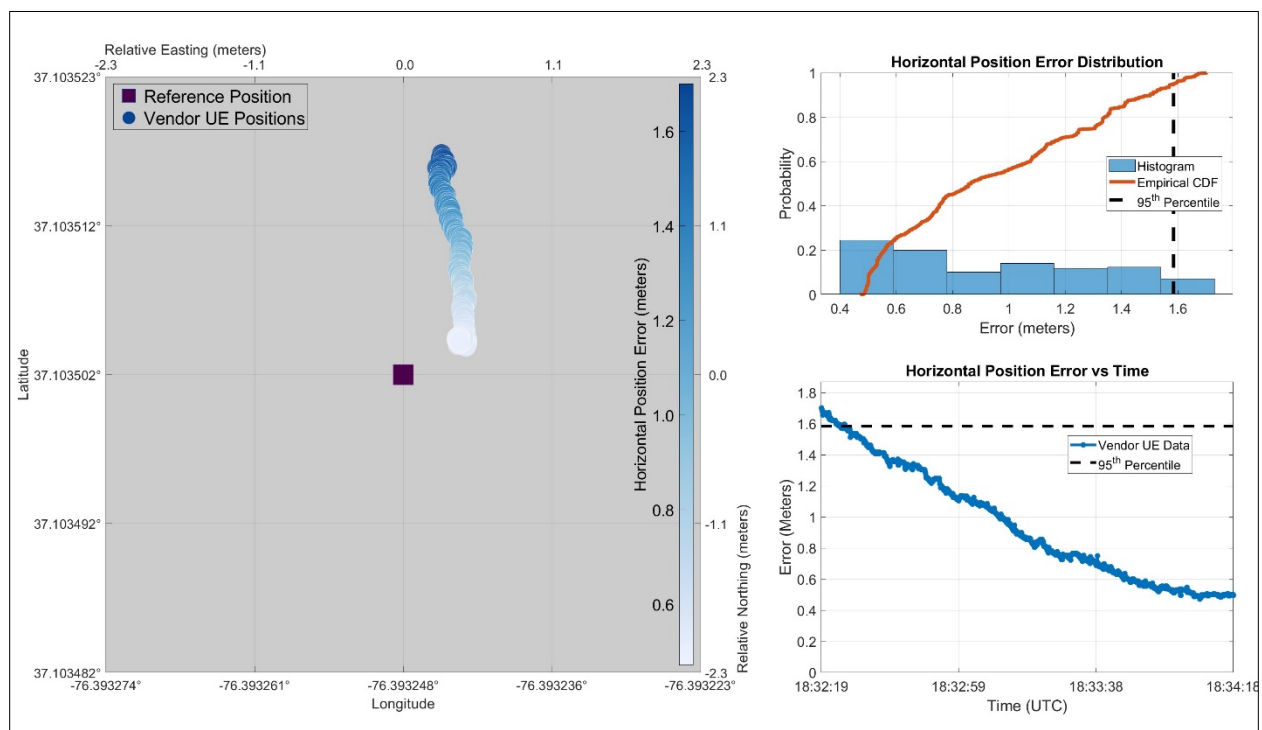 Relative Easting (meters)
-2.3 -1.1 0.0 1.1 2.3
37.103523° 2.3
Reference Position
Vendor UE Positions
1.6
37.103512° 1.4 1.1
Horizontal Position Error (meters)
1.2
Latitude
37.103502° 0.0
1.0
37.103492° -1.1
0.8
0.6
Relative Northing (meters)
37.103482° -2.3
-76.393274° -76.393261° -76.393248° -76.393236° -76.393223°
Longitude
Horizontal Position Error Distribution
1
0.8
0.6
0.4
0.2
0
Probability
Histogram
Empirical CDF
95th Percentile
0.4 0.6 0.8 1 1.2 1.4 1.6
Error (meters)
Horizontal Position Error vs Time
1.8
1.6
1.4
1.2
1
0.8
0.6
0.4
0.2
0
Error (Meters)
Vendor UE Data
95th Percentile
18:32:19 18:32:59 18:33:38 18:34:18
Time (UTC)